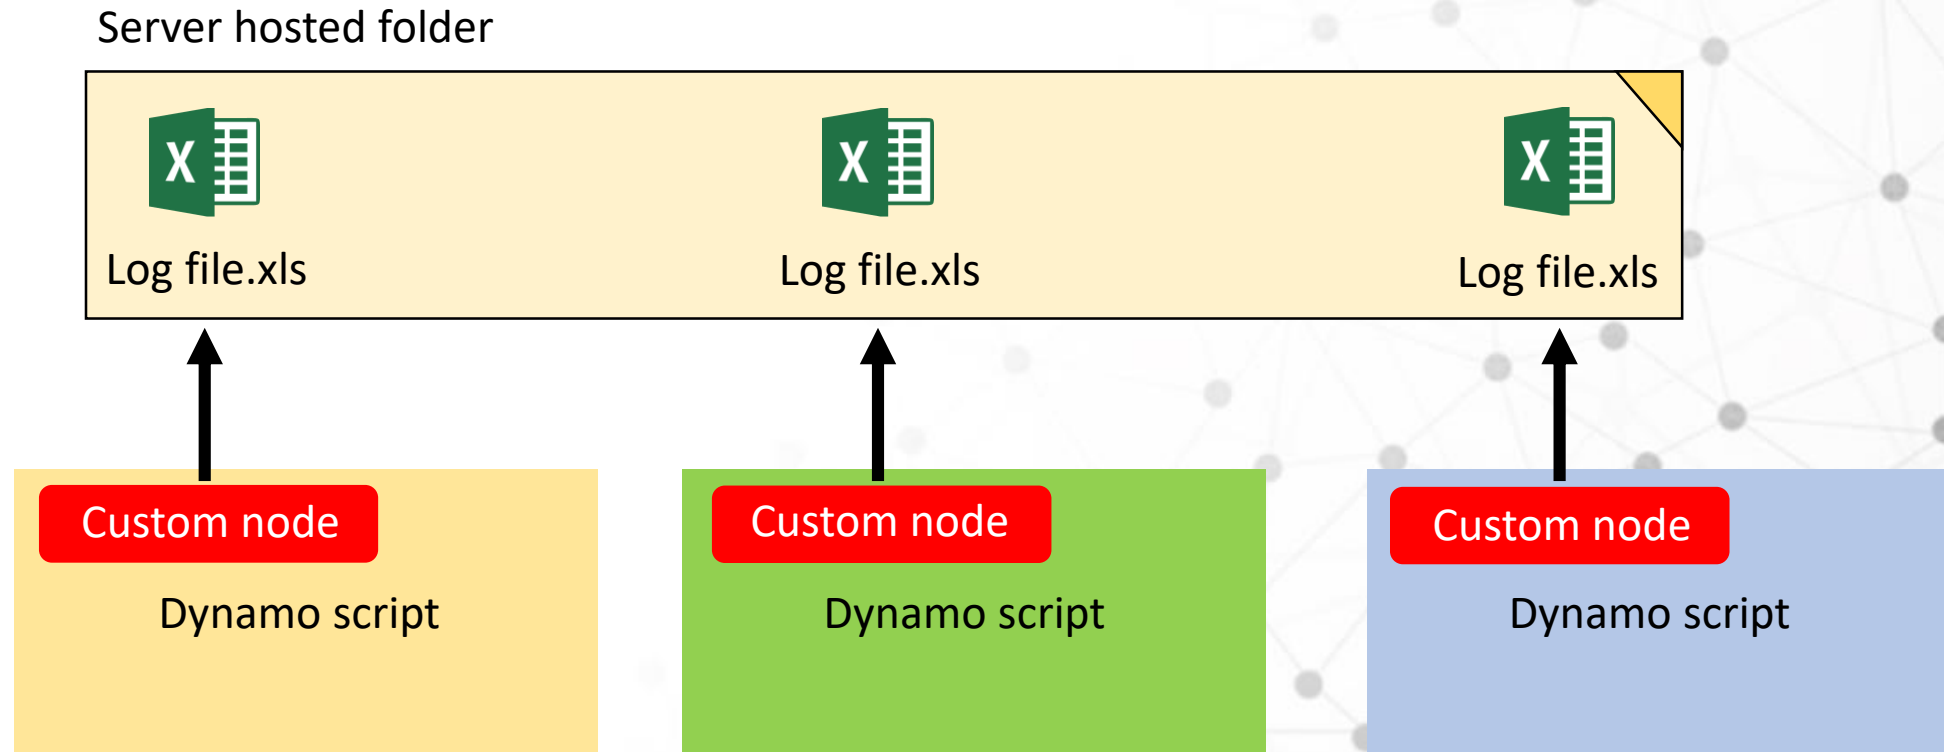 Server hosted folder
X
X
X
Log file.xls
Log file.xls
Log file.xls
Custom node
Custom node
Custom node
Dynamo script
Dynamo script
Dynamo script